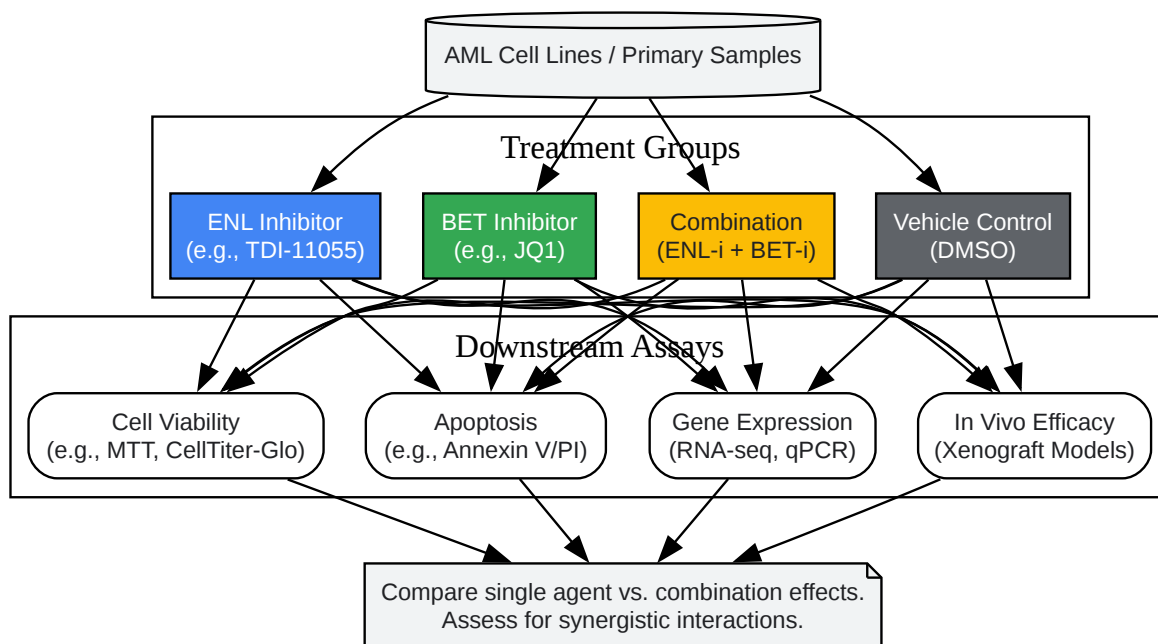 AML Cell Lines / Primary Samples
Treatment Groups
ENL Inhibitor
(e.g., TDI-11055)
BET Inhibitor
(e.g., JQ1)
Combination
(ENL-i + BET-i)
Vehicle Control
(DMSO)
Downstream Assays
Cell Viability
(e.g., MTT, CellTiter-Glo)
Apoptosis
(e.g., Annexin V/PI)
Gene Expression
(RNA-seq, qPCR)
In Vivo Efficacy
(Xenograft Models)
Compare single agent vs. combination effects.
Assess for synergistic interactions.